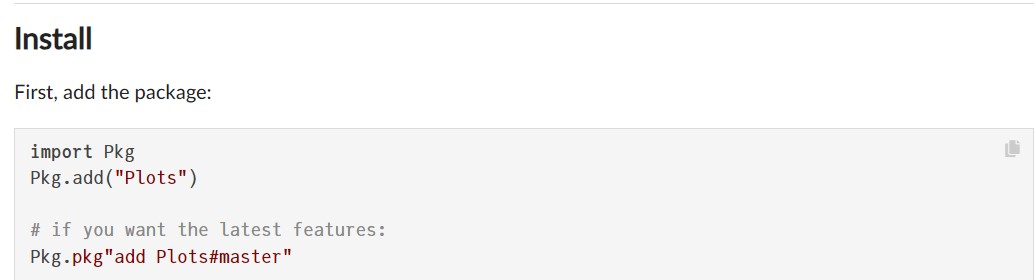 Install
First, add the package:
import Pkg
Pkg.add("Plots")
# if you want the latest features:
Pkg.pkg"add Plots#master"